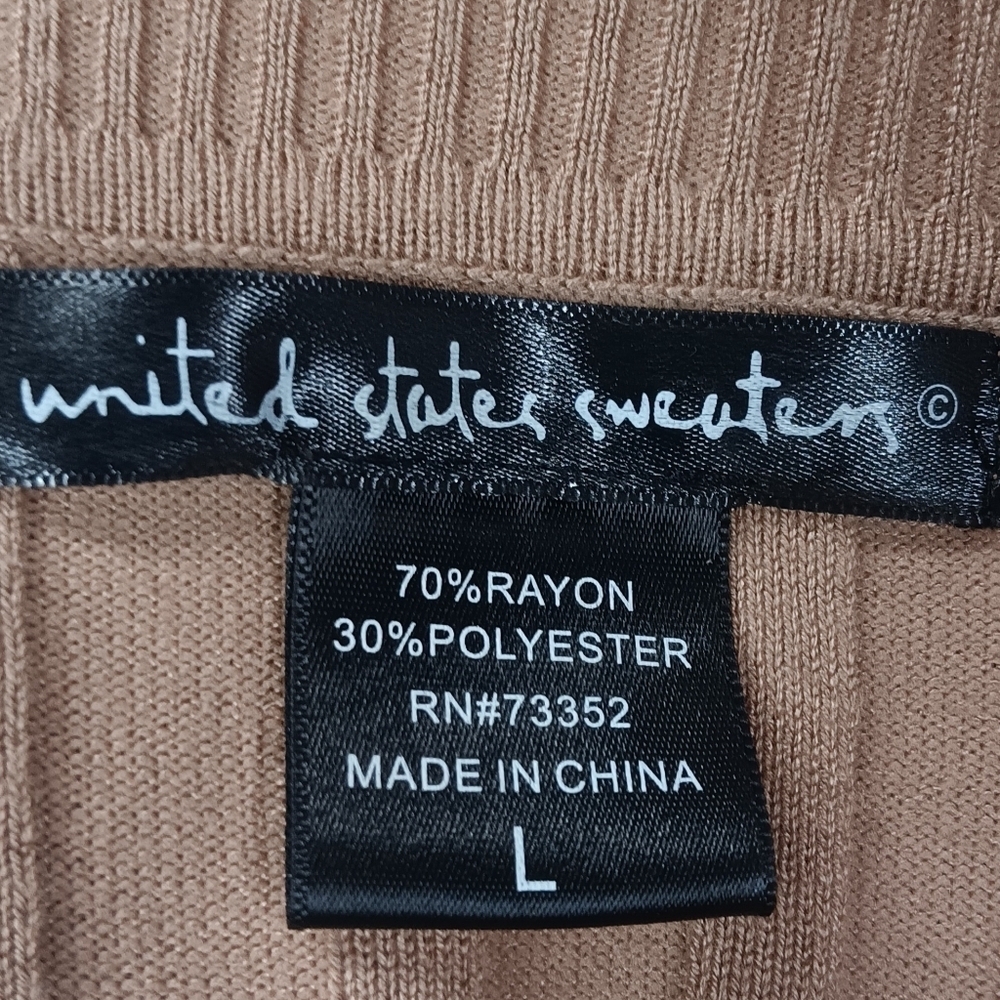 united states sweaters ©
70%RAYON
30%POLYESTER
RN#73352
MADE IN CHINA
L